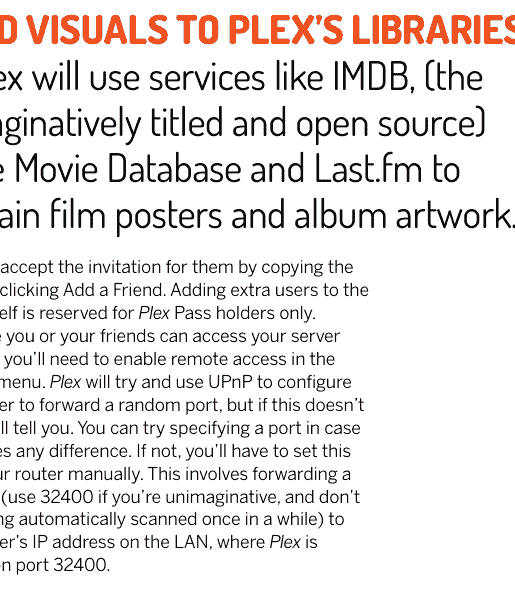 D VISUALS TO PLEX'S LIBRARIES
ex will use services like IMDB, (the
aginatively titled and open source)
e Movie Database and Last.fm to
ain film posters and album artwork.
accept the invitation for them by copying the
clicking Add a Friend. Adding extra users to the
elf is reserved for Plex Pass holders only.
e you or your friends can access your server
you'll need to enable remote access in the
menu. Plex will try and use UPnP to configure
er to forward a random port, but if this doesn't
ll tell you. You can try specifying a port in case
es any difference. If not, you'll have to set this
ur router manually. This involves forwarding a
(use 32400 if you're unimaginative, and don't
ng automatically scanned once in a while) to
er's IP address on the LAN, where Plex is
n port 32400.